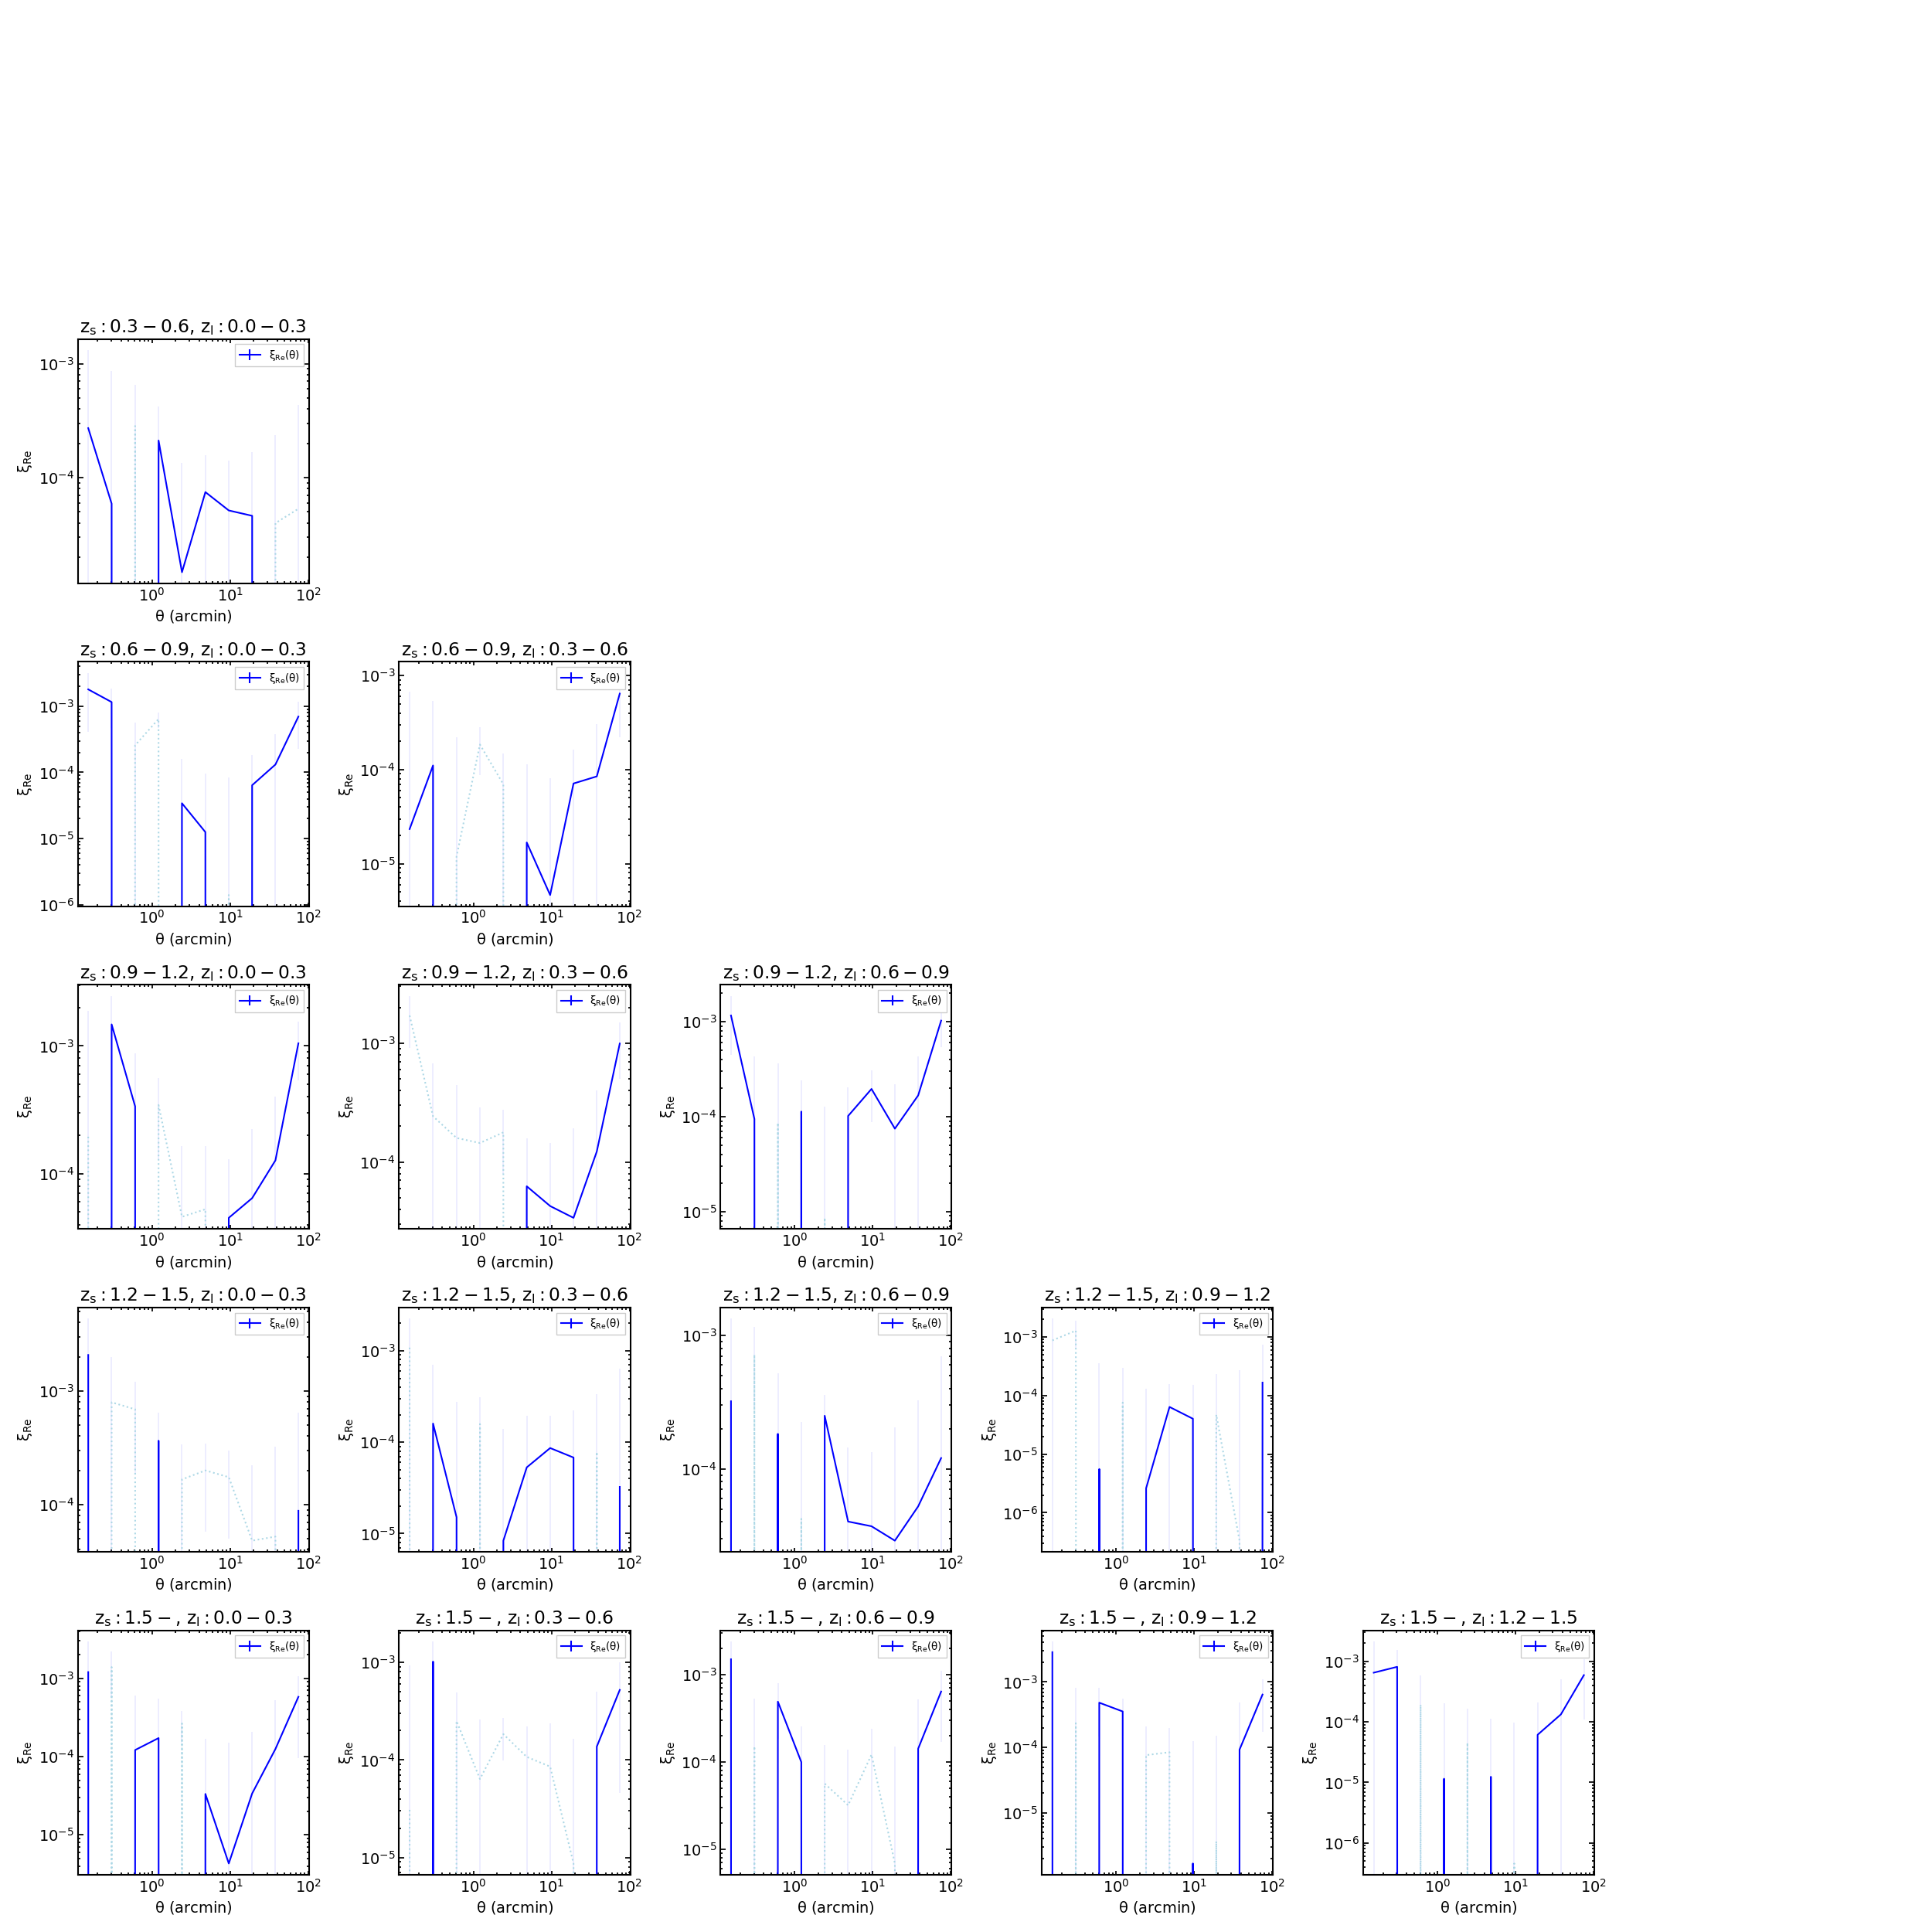 z_s : 0.3 − 0.6, z_l : 0.0 − 0.3
ξ_Re(θ)
10^−3
10^−4
ξ_Re
10^0 10^1 10^2
θ (arcmin)
z_s : 0.6 − 0.9, z_l : 0.0 − 0.3
ξ_Re(θ)
10^−3
10^−4
10^−5
10^−6
ξ_Re
10^0 10^1 10^2
θ (arcmin)
z_s : 0.6 − 0.9, z_l : 0.3 − 0.6
ξ_Re(θ)
10^−3
10^−4
10^−5
ξ_Re
10^0 10^1 10^2
θ (arcmin)
z_s : 0.9 − 1.2, z_l : 0.0 − 0.3
ξ_Re(θ)
10^−3
10^−4
ξ_Re
10^0 10^1 10^2
θ (arcmin)
z_s : 0.9 − 1.2, z_l : 0.3 − 0.6
ξ_Re(θ)
10^−3
10^−4
ξ_Re
10^0 10^1 10^2
θ (arcmin)
z_s : 0.9 − 1.2, z_l : 0.6 − 0.9
ξ_Re(θ)
10^−3
10^−4
10^−5
ξ_Re
10^0 10^1 10^2
θ (arcmin)
z_s : 1.2 − 1.5, z_l : 0.0 − 0.3
ξ_Re(θ)
10^−3
10^−4
ξ_Re
10^0 10^1 10^2
θ (arcmin)
z_s : 1.2 − 1.5, z_l : 0.3 − 0.6
ξ_Re(θ)
10^−3
10^−4
10^−5
ξ_Re
10^0 10^1 10^2
θ (arcmin)
z_s : 1.2 − 1.5, z_l : 0.6 − 0.9
ξ_Re(θ)
10^−3
10^−4
ξ_Re
10^0 10^1 10^2
θ (arcmin)
z_s : 1.2 − 1.5, z_l : 0.9 − 1.2
ξ_Re(θ)
10^−3
10^−4
10^−5
10^−6
ξ_Re
10^0 10^1 10^2
θ (arcmin)
z_s : 1.5 − , z_l : 0.0 − 0.3
ξ_Re(θ)
10^−3
10^−4
10^−5
ξ_Re
10^0 10^1 10^2
θ (arcmin)
z_s : 1.5 − , z_l : 0.3 − 0.6
ξ_Re(θ)
10^−3
10^−4
10^−5
ξ_Re
10^0 10^1 10^2
θ (arcmin)
z_s : 1.5 − , z_l : 0.6 − 0.9
ξ_Re(θ)
10^−3
10^−4
10^−5
ξ_Re
10^0 10^1 10^2
θ (arcmin)
z_s : 1.5 − , z_l : 0.9 − 1.2
ξ_Re(θ)
10^−3
10^−4
10^−5
ξ_Re
10^0 10^1 10^2
θ (arcmin)
z_s : 1.5 − , z_l : 1.2 − 1.5
ξ_Re(θ)
10^−3
10^−4
10^−5
10^−6
ξ_Re
10^0 10^1 10^2
θ (arcmin)